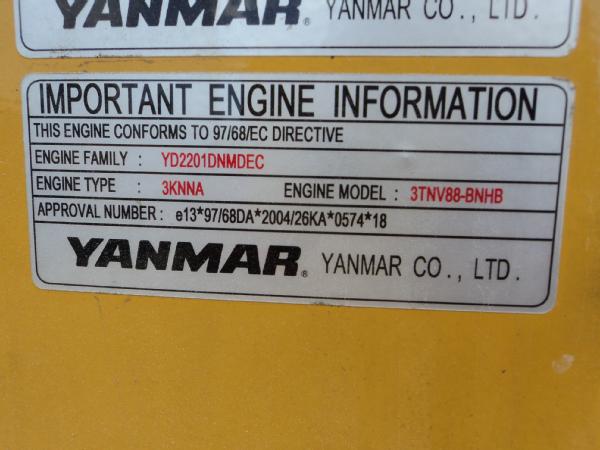 YANMAR YANMAR CO., LTD.
IMPORTANT ENGINE INFORMATION
THIS ENGINE CONFORMS TO 97/68/EC DIRECTIVE
ENGINE FAMILY : YD2201DNMDEC
ENGINE TYPE : 3KNNA ENGINE MODEL : 3TNV88-BNHB
APPROVAL NUMBER : e13*97/68DA*2004/26KA*0574*18
YANMAR® YANMAR CO., LTD.